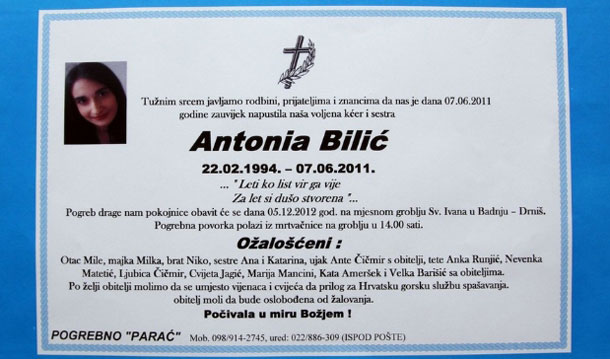 Tužnim srcem javljamo rodbini, prijateljima i znancima da nas je dana 07.06.2011
godine zauvijek napustila naša voljena kćer i sestra
Antonia Bilić
22.02.1994. – 07.06.2011.
... " Leti ko list vir ga vije
Za let si dušo stvorena "...
Pogreb drage nam pokojnice obavit će se dana 05.12.2012 god. na mjesnom groblju Sv. Ivana u Badnju – Drniš.
Pogrebna povorka polazi iz mrtvačnice na groblju u 14.00 sati.
Ožalošćeni :
Otac Mile, majka Milka, brat Niko, sestre Ana i Katarina, ujak Ante Čičmir s obitelji, tete Anka Runjić, Nevenka
Matetić, Ljubica Čičmir, Cvijeta Jagić, Marija Mancini, Kata Ameršek i Velka Barišić sa obiteljima.
Po želji obitelji molimo da se umjesto vijenaca i cvijeća da prilog za Hrvatsku gorsku službu spašavanja.
obitelj moli da bude oslobođena od žalovanja.
Počivala u miru Božjem !
POGREBNO "PARAĆ" Mob. 098/914-2745, ured: 022/886-309 (ISPOD POŠTE)